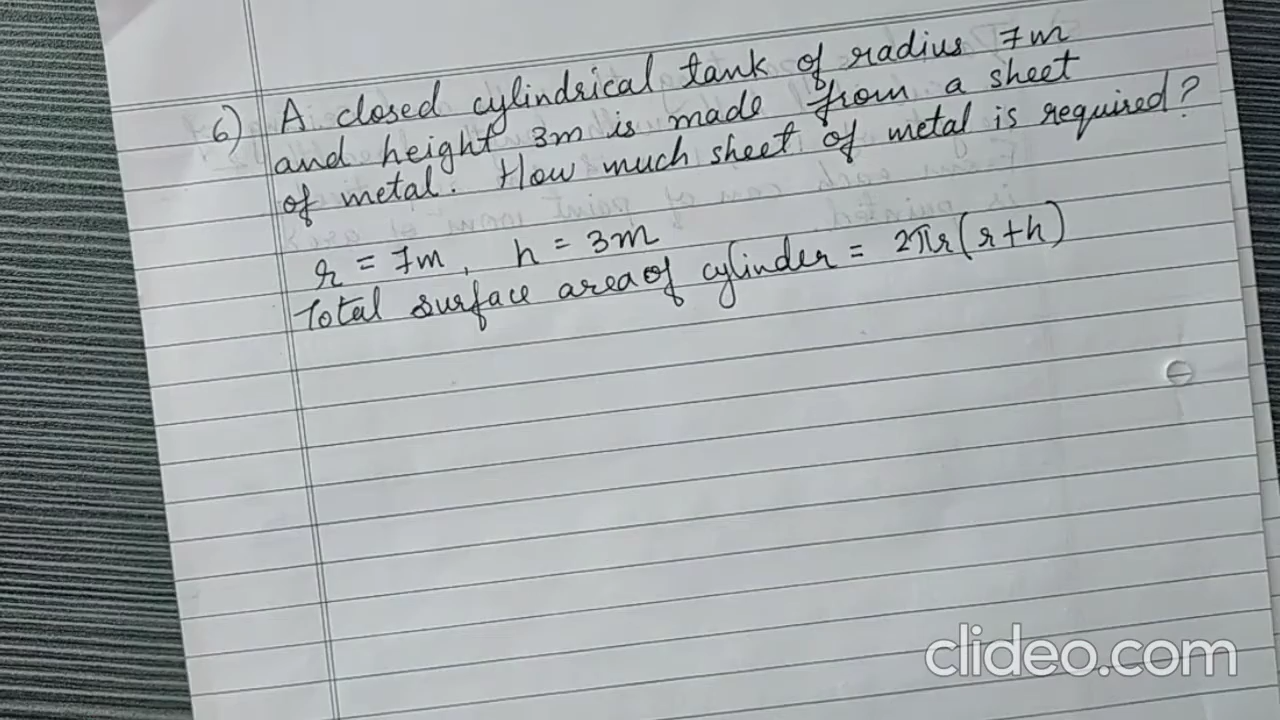 6) A closed cylindrical tank of radius 7m
and height 3m is made from a sheet
of metal. How much sheet of metal is required?
r = 7m, h = 3m
Total surface area of cylinder = 2πr(r+h)
clideo.com